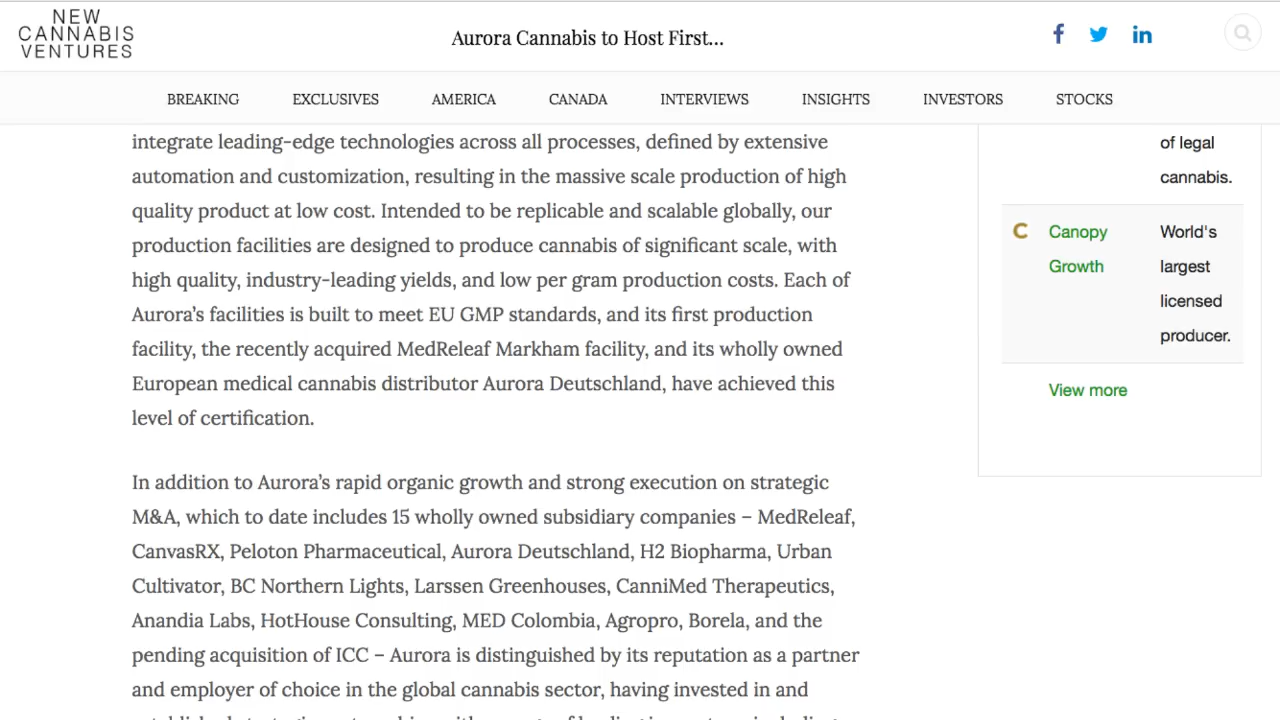 NEW
CANNABIS
VENTURES
Aurora Cannabis to Host First...
BREAKING EXCLUSIVES AMERICA CANADA INTERVIEWS INSIGHTS INVESTORS STOCKS
integrate leading-edge technologies across all processes, defined by extensive
automation and customization, resulting in the massive scale production of high
quality product at low cost. Intended to be replicable and scalable globally, our
production facilities are designed to produce cannabis of significant scale, with
high quality, industry-leading yields, and low per gram production costs. Each of
Aurora’s facilities is built to meet EU GMP standards, and its first production
facility, the recently acquired MedReleaf Markham facility, and its wholly owned
European medical cannabis distributor Aurora Deutschland, have achieved this
level of certification.
In addition to Aurora’s rapid organic growth and strong execution on strategic
M&A, which to date includes 15 wholly owned subsidiary companies – MedReleaf,
CanvasRX, Peloton Pharmaceutical, Aurora Deutschland, H2 Biopharma, Urban
Cultivator, BC Northern Lights, Larssen Greenhouses, CanniMed Therapeutics,
Anandia Labs, HotHouse Consulting, MED Colombia, Agropro, Borela, and the
pending acquisition of ICC – Aurora is distinguished by its reputation as a partner
and employer of choice in the global cannabis sector, having invested in and
of legal
cannabis.
C Canopy
Growth
World's
largest
licensed
producer.
View more